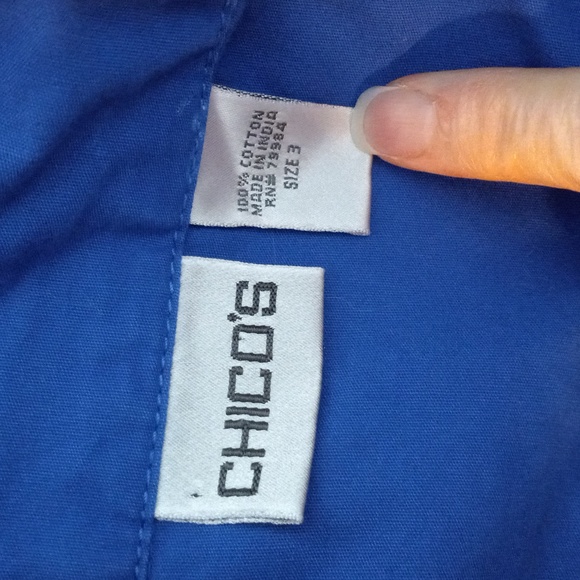 100% COTTON
MADE IN INDIA
RN# 79984
SIZE 3
CHICO'S